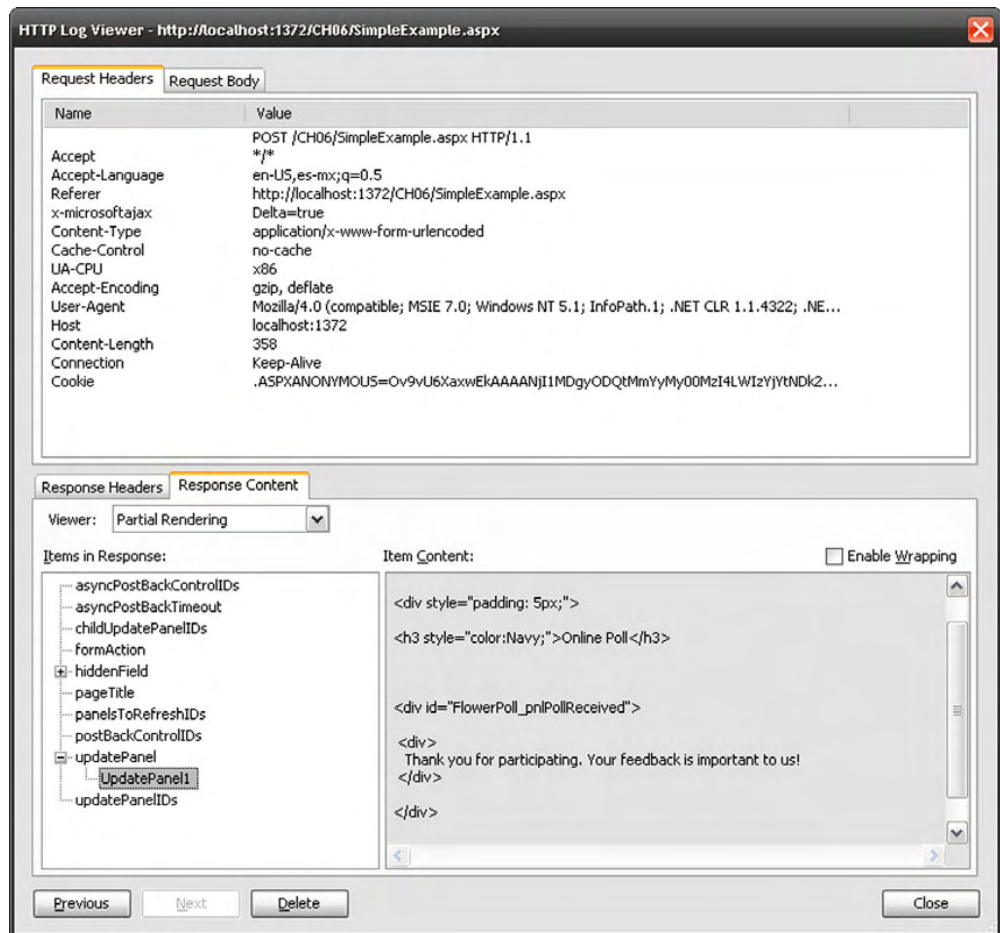 HTTP Log Viewer - http://localhost:1372/CH06/SimpleExample.aspx
Request Headers Request Body
Name Value
POST /CH06/SimpleExample.aspx HTTP/1.1
Accept */*
Accept-Language en-US,es-mx;q=0.5
Referer http://localhost:1372/CH06/SimpleExample.aspx
x-microsoftajax Delta=true
Content-Type application/x-www-form-urlencoded
Cache-Control no-cache
UA-CPU x86
Accept-Encoding gzip, deflate
User-Agent Mozilla/4.0 (compatible; MSIE 7.0; Windows NT 5.1; InfoPath.1; .NET CLR 1.1.4322; .NE...
Host localhost:1372
Content-Length 358
Connection Keep-Alive
Cookie .ASPXANONYMOUS=Ov9vU6XaxwEkAAAANjI1MDgyODQtMmYyMy00MzI4LWIzYjYtNDk2...
Response Headers Response Content
Viewer: Partial Rendering
Items in Response: Item Content: Enable Wrapping
asyncPostBackControlIDs
asyncPostBackTimeout
childUpdatePanelIDs
formAction
hiddenField
pageTitle
panelsToRefreshIDs
postBackControlIDs
updatePanel
UpdatePanel1
updatePanelIDs
<div style="padding: 5px;">
<h3 style="color:Navy;">Online Poll</h3>
<div id="FlowerPoll_pnlPollReceived">
<div>
Thank you for participating. Your feedback is important to us!
</div>
</div>
Previous Next Delete Close